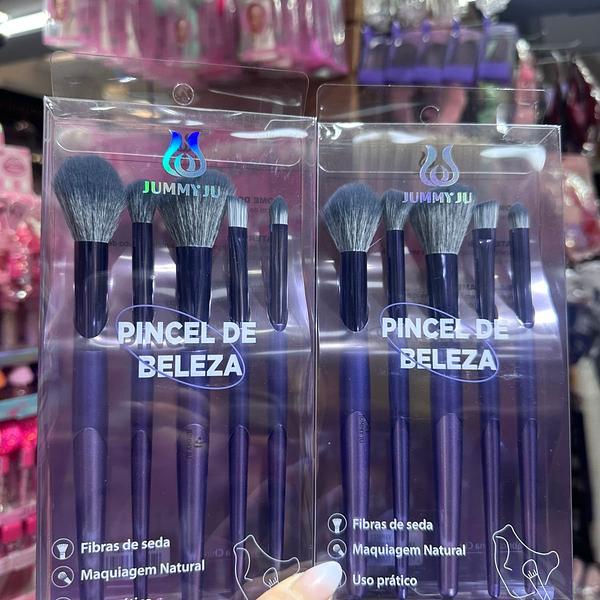 JUMMY JU
PINCEL DE
BELEZA
Fibras de seda
Maquiagem Natural
JUMMY JU
PINCEL DE
BELEZA
Fibras de seda
Maquiagem Natural
Uso prático